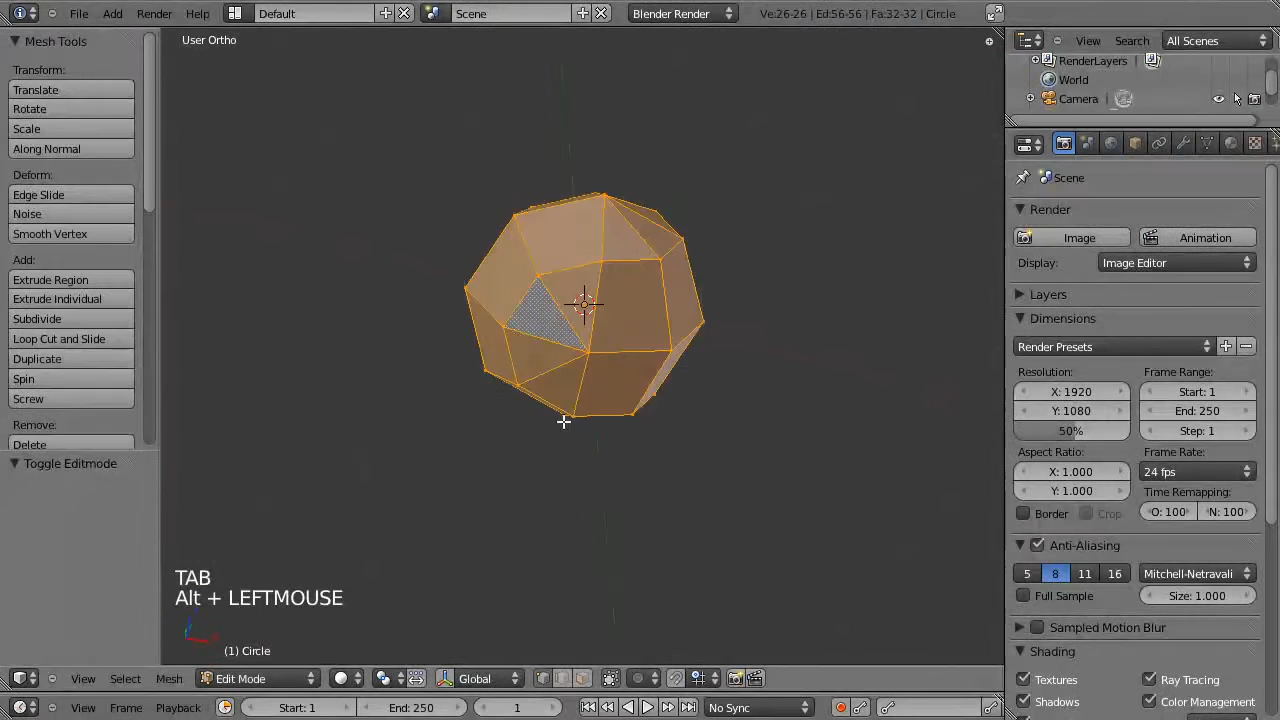 File Add Render Help Default Scene Blender Render Ve:26-26 | Ed:56-56 | Fa:32-32 | Circle
Mesh Tools
Transform:
Translate
Rotate
Scale
Along Normal
Deform:
Edge Slide
Noise
Smooth Vertex
Add:
Extrude Region
Extrude Individual
Subdivide
Loop Cut and Slide
Duplicate
Spin
Screw
Remove:
Delete
Toggle Editmode
User Ortho
TAB
Alt + LEFTMOUSE
(1) Circle
View Select Mesh Edit Mode Global
View Frame Playback Start: 1 End: 250 1 No Sync
View Search All Scenes
RenderLayers |
World
Camera |
Scene
Render
Image Animation
Display: Image Editor
Layers
Dimensions
Render Presets
Resolution: Frame Range:
X: 1920 Start: 1
Y: 1080 End: 250
50% Step: 1
Aspect Ratio: Frame Rate:
X: 1.000 24 fps
Y: 1.000 Time Remapping:
Border Crop O: 100 N: 100
Anti-Aliasing
5 8 11 16 Mitchell-Netravali
Full Sample Size: 1.000
Sampled Motion Blur
Shading
Textures Ray Tracing
Shadows Color Management